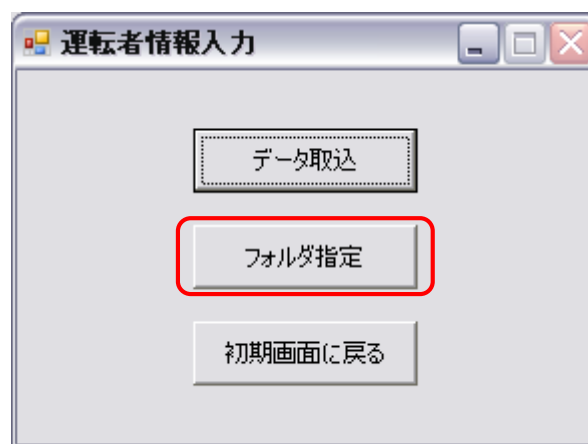 運転者情報入力
データ取込
フォルダ指定
初期画面に戻る